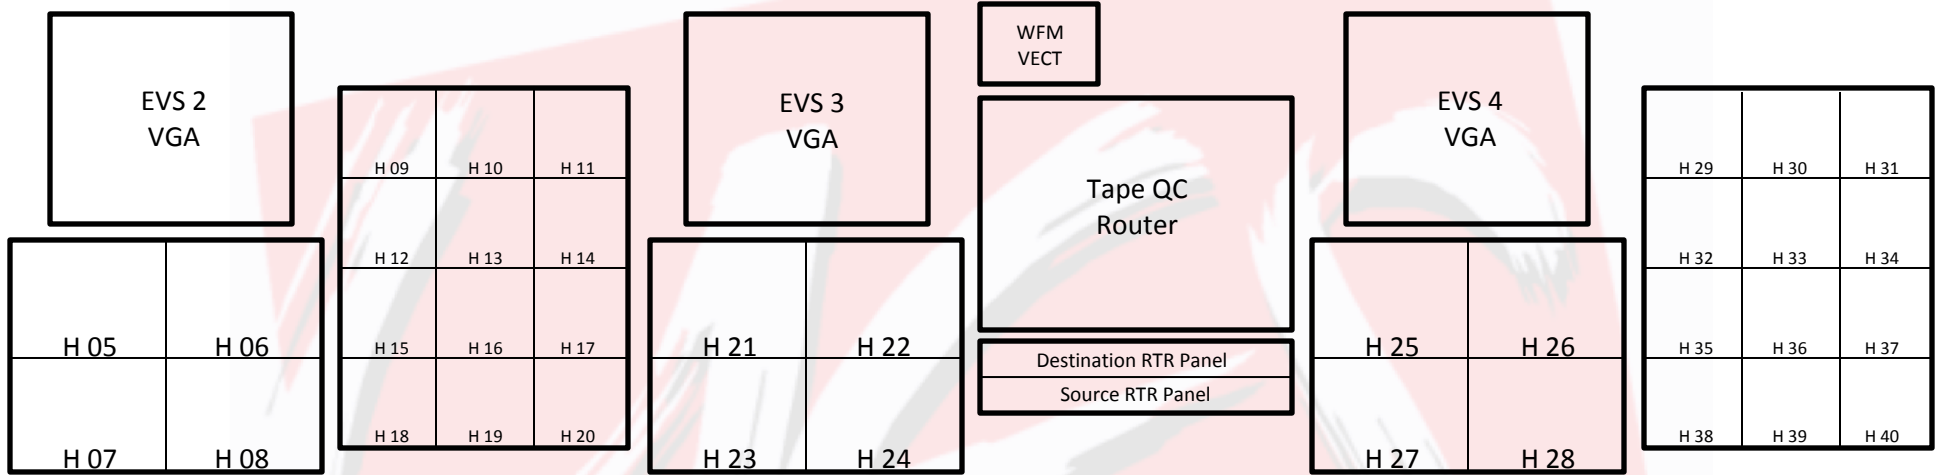 EVS 2
VGA
H 05
H 06
H 07
H 08
H 09
H 10
H 11
H 12
H 13
H 14
H 15
H 16
H 17
H 18
H 19
H 20
EVS 3
VGA
H 21
H 22
H 23
H 24
WFM
VECT
Tape QC
Router
Destination RTR Panel
Source RTR Panel
EVS 4
VGA
H 25
H 26
H 27
H 28
H 29
H 30
H 31
H 32
H 33
H 34
H 35
H 36
H 37
H 38
H 39
H 40